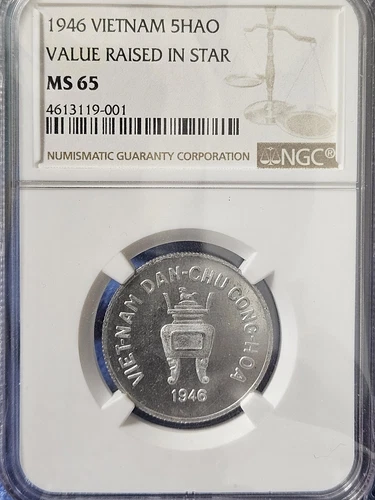 1946 VIETNAM 5HAO
VALUE RAISED IN STAR
MS 65
4613119-001
NUMISMATIC GUARANTY CORPORATION NGC®
VIET-NAM DAN-CHU CONG-HOA
1946